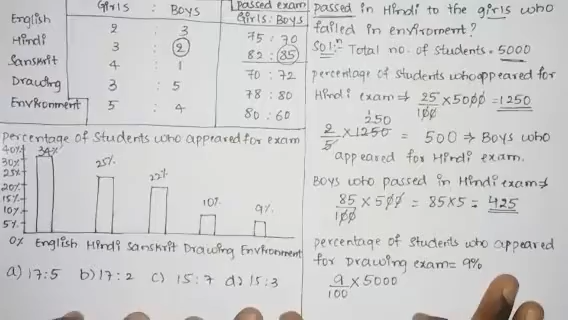 Girls : Boys
passed exam
Girls : Boys
English 2 : 3 75 : 70
Hindi 3 : 2 82 : 85
Sanskrit 4 : 1 70 : 72
Drawing 3 : 5 78 : 80
Environment 5 : 4 80 : 60
percentage of students who appeared for exam
40%
30%
25%
20%
15%
10%
5%
0%
34%
25%
22%
10%
9%
English Hindi Sanskrit Drawing Environment
a) 17:5 b) 17:2 c) 15:7 d) 15:3
passed in Hindi to the girls who
failed in enviroment?
Sol:n Total no. of students = 5000
percentage of students who appeared for
Hindi exam ⇒ 25/100 × 5000 = 1250
2/5 × 1250 = 500 ⇒ Boys who
250
appeared for Hindi exam.
Boys who passed in Hindi exam ⇒
85/100 × 500 = 85×5 = 425
percentage of students who appeared
for Drawing exam = 9%
9/100 × 5000